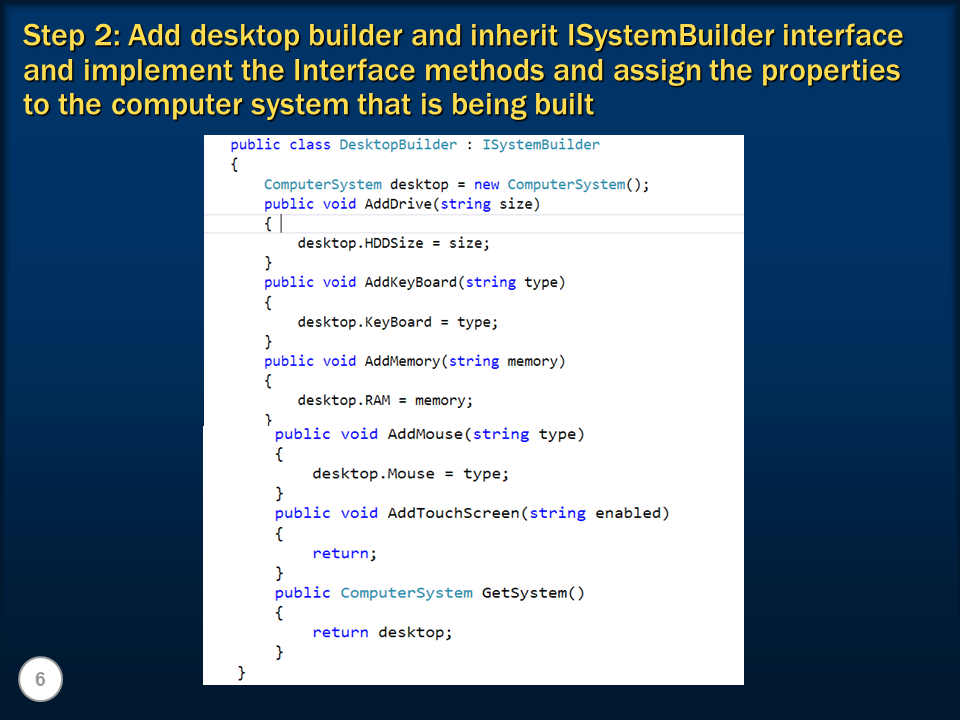 Step 2: Add desktop builder and inherit ISystemBuilder interface
and implement the Interface methods and assign the properties
to the computer system that is being built
public class DesktopBuilder : ISystemBuilder
{
ComputerSystem desktop = new ComputerSystem();
public void AddDrive(string size)
{
desktop.HDDSize = size;
}
public void AddKeyBoard(string type)
{
desktop.KeyBoard = type;
}
public void AddMemory(string memory)
{
desktop.RAM = memory;
}
public void AddMouse(string type)
{
desktop.Mouse = type;
}
public void AddTouchScreen(string enabled)
{
return;
}
public ComputerSystem GetSystem()
{
return desktop;
}
}
6